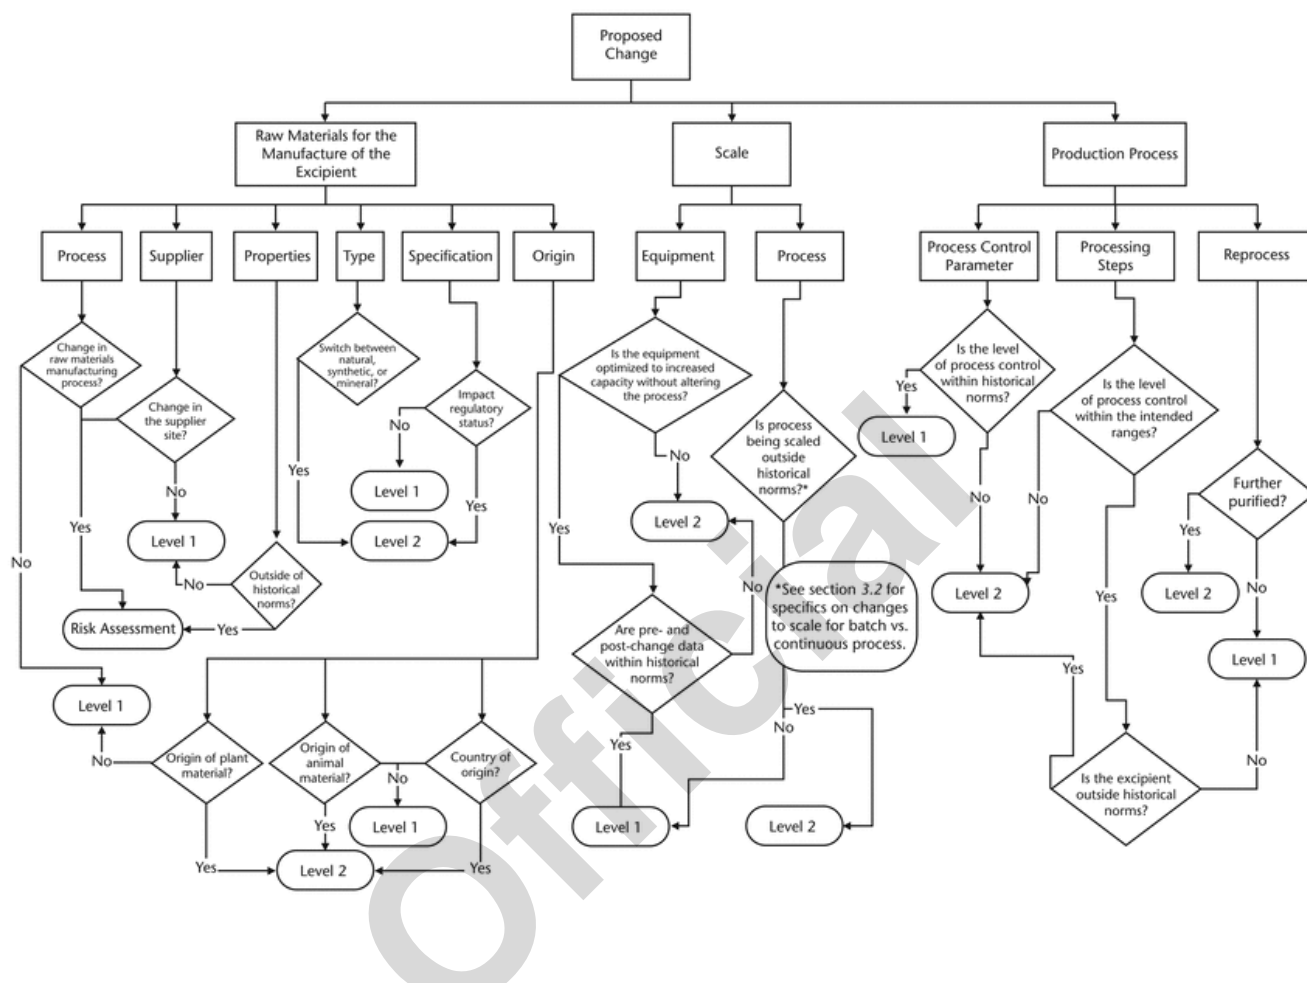 Proposed
Change
Raw Materials for the
Manufacture of the
Excipient
Scale
Production Process
Process
Supplier
Properties
Type
Specification
Origin
Equipment
Process
Process Control
Parameter
Processing
Steps
Reprocess
Change in
raw materials
manufacturing
process?
Change in
the supplier
site?
Switch between
natural,
synthetic, or
mineral?
Impact
regulatory
status?
Is the equipment
optimized to increased
capacity without altering
the process?
Is process
being scaled
outside
historical
norms?*
Is the level
of process control
within historical
norms?
Is the level
of process control
within the intended
ranges?
Further
purified?
Yes
Level 1
No
Level 1
Yes
Yes
Level 2
No
Level 1
Yes
No
No
Outside of
historical
norms?
Yes
Risk Assessment
No
Level 2
Yes
No
Are pre- and
post-change data
within historical
norms?
*See section 3.2 for
specifics on changes
to scale for batch vs.
continuous process.
No
No
Level 2
Yes
Yes
Level 2
No
Level 1
Level 1
No
Origin of plant
material?
Origin of
animal
material?
No
Country of
origin?
Level 1
Yes
Yes
Yes
Level 2
Yes
Level 1
No
Yes
Level 2
Yes
Is the excipient
outside historical
norms?
No
Official